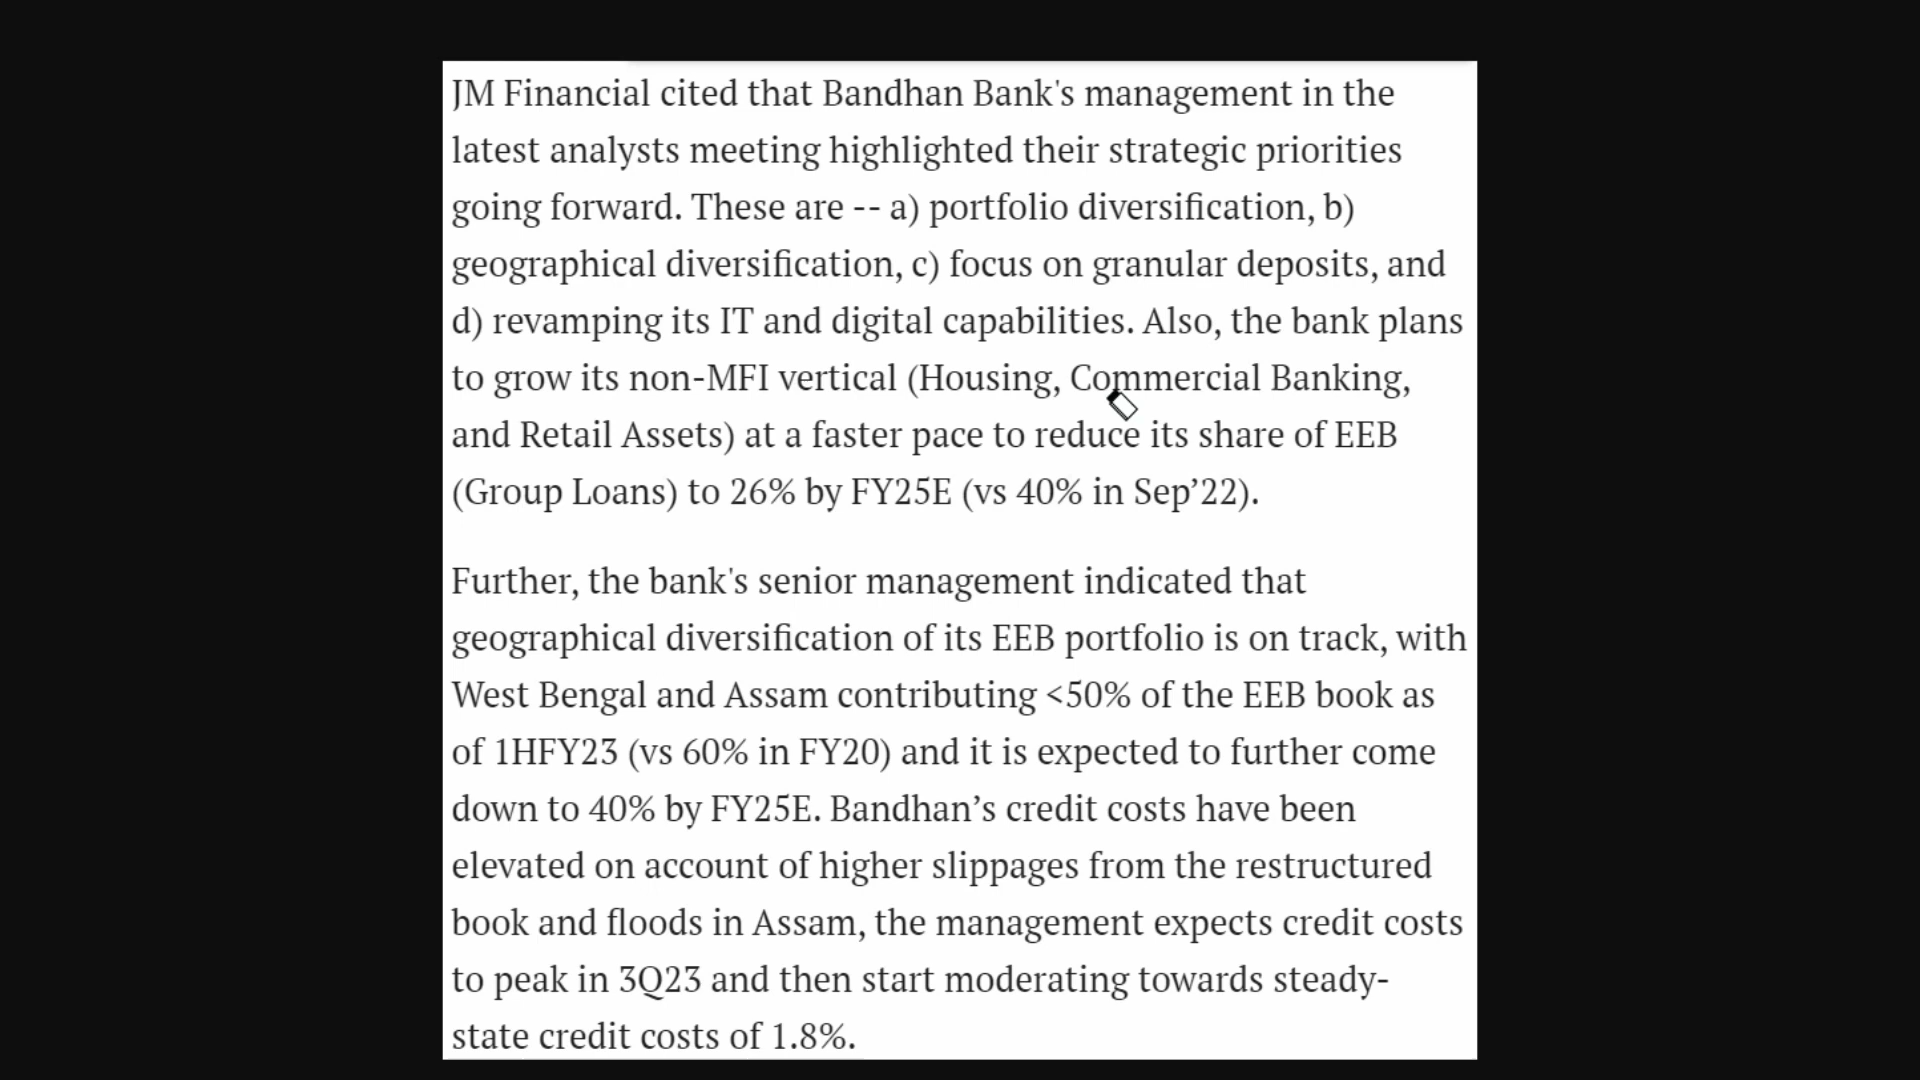 JM Financial cited that Bandhan Bank's management in the
latest analysts meeting highlighted their strategic priorities
going forward. These are -- a) portfolio diversification, b)
geographical diversification, c) focus on granular deposits, and
d) revamping its IT and digital capabilities. Also, the bank plans
to grow its non-MFI vertical (Housing, Commercial Banking,
and Retail Assets) at a faster pace to reduce its share of EEB
(Group Loans) to 26% by FY25E (vs 40% in Sep’22).
Further, the bank's senior management indicated that
geographical diversification of its EEB portfolio is on track, with
West Bengal and Assam contributing <50% of the EEB book as
of 1HFY23 (vs 60% in FY20) and it is expected to further come
down to 40% by FY25E. Bandhan’s credit costs have been
elevated on account of higher slippages from the restructured
book and floods in Assam, the management expects credit costs
to peak in 3Q23 and then start moderating towards steady-
state credit costs of 1.8%.